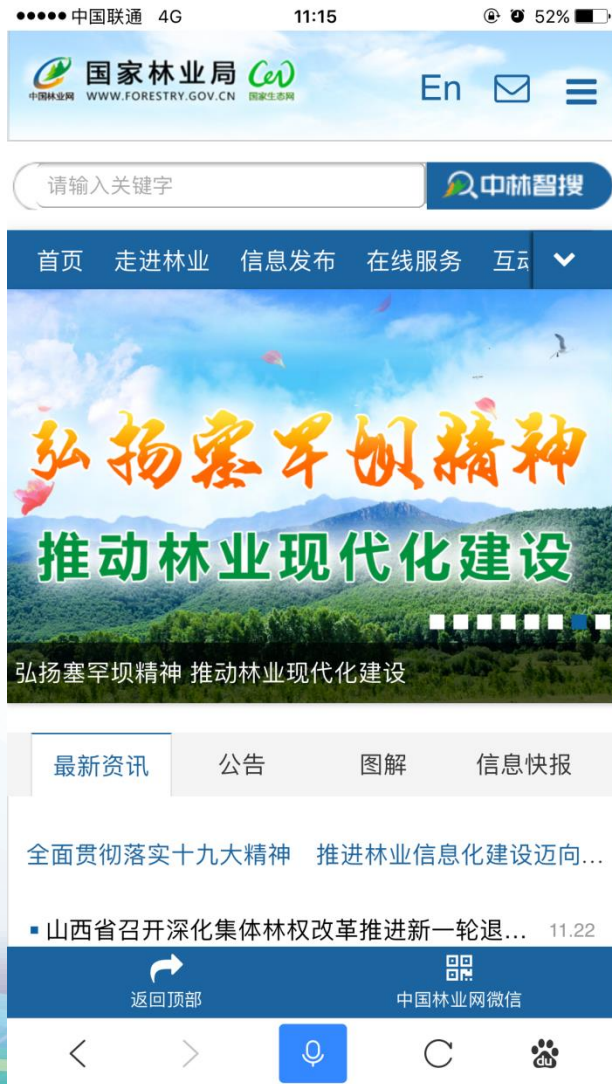 中国联通 4G 11:15 52%
国家林业局
中国林业网 WWW.FORESTRY.GOV.CN 国家生态网
En
请输入关键字 中林智搜
首页 走进林业 信息发布 在线服务 互动
弘扬塞罕坝精神
推动林业现代化建设
弘扬塞罕坝精神 推动林业现代化建设
最新资讯 公告 图解 信息快报
全面贯彻落实十九大精神 推进林业信息化建设迈向...
山西省召开深化集体林权改革推进新一轮退... 11.22
返回顶部 中国林业网微信
du